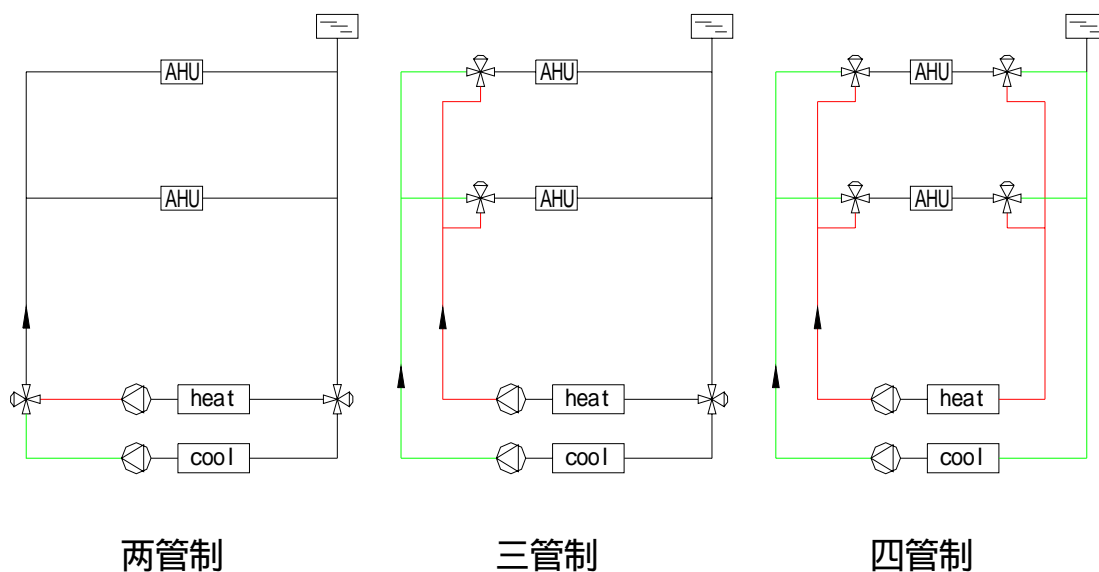 AHU AHU AHU
AHU AHU AHU
heat heat heat
cool cool cool
两管制 三管制 四管制